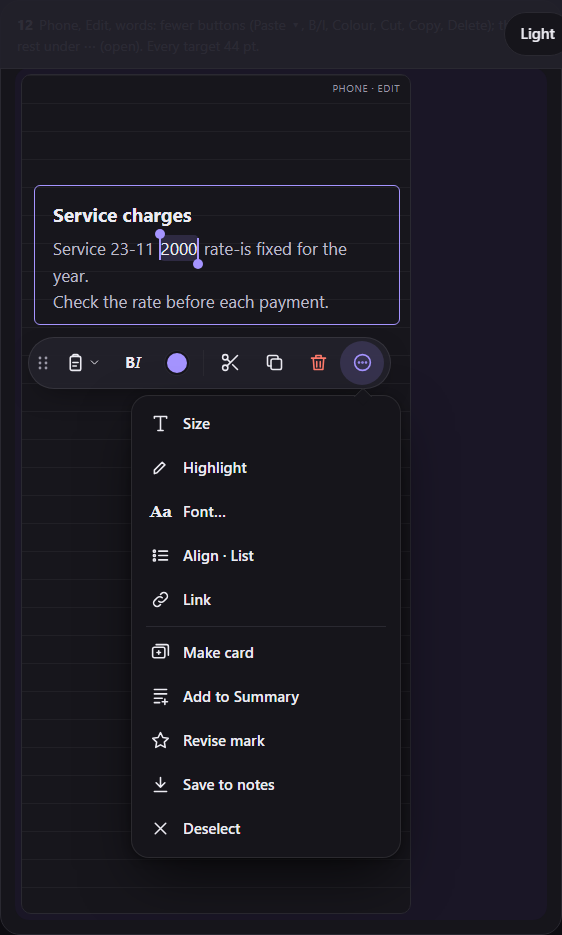 12 Phone, Edit, words: fewer buttons (Paste ▾, B/I, Colour, Cut, Copy, Delete); th
rest under ··· (open). Every target 44 pt.
Light
PHONE · EDIT
Service charges
Service 23-11 2000 rate-is fixed for the
year.
Check the rate before each payment.
BI
Size
Highlight
Aa Font...
Align · List
Link
Make card
Add to Summary
Revise mark
Save to notes
Deselect